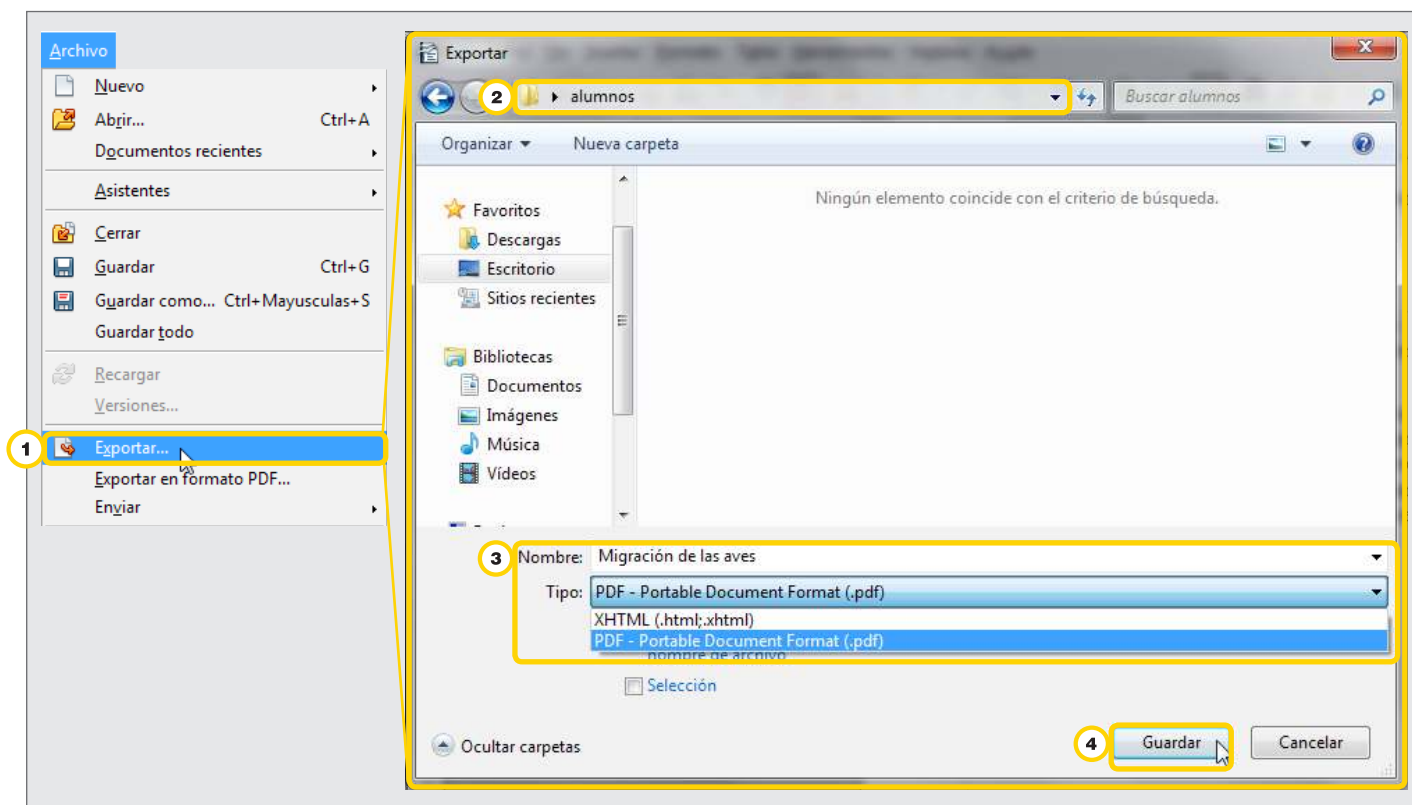 Archivo
Nuevo
Abrir... Ctrl+A
Documentos recientes
Asistentes
Cerrar
Guardar Ctrl+G
Guardar como... Ctrl+Mayusculas+S
Guardar todo
Recargar
Versiones...
1 Exportar...
Exportar en formato PDF...
Enviar
Exportar
2 alumnos
Buscar alumnos
Organizar Nueva carpeta
Favoritos
Descargas
Escritorio
Sitios recientes
Bibliotecas
Documentos
Imágenes
Música
Vídeos
Ningún elemento coincide con el criterio de búsqueda.
3 Nombre: Migración de las aves
Tipo: PDF - Portable Document Format (.pdf)
XHTML (.html;.xhtml)
PDF - Portable Document Format (.pdf)
nombre de archivo
Selección
Ocultar carpetas
4 Guardar Cancelar